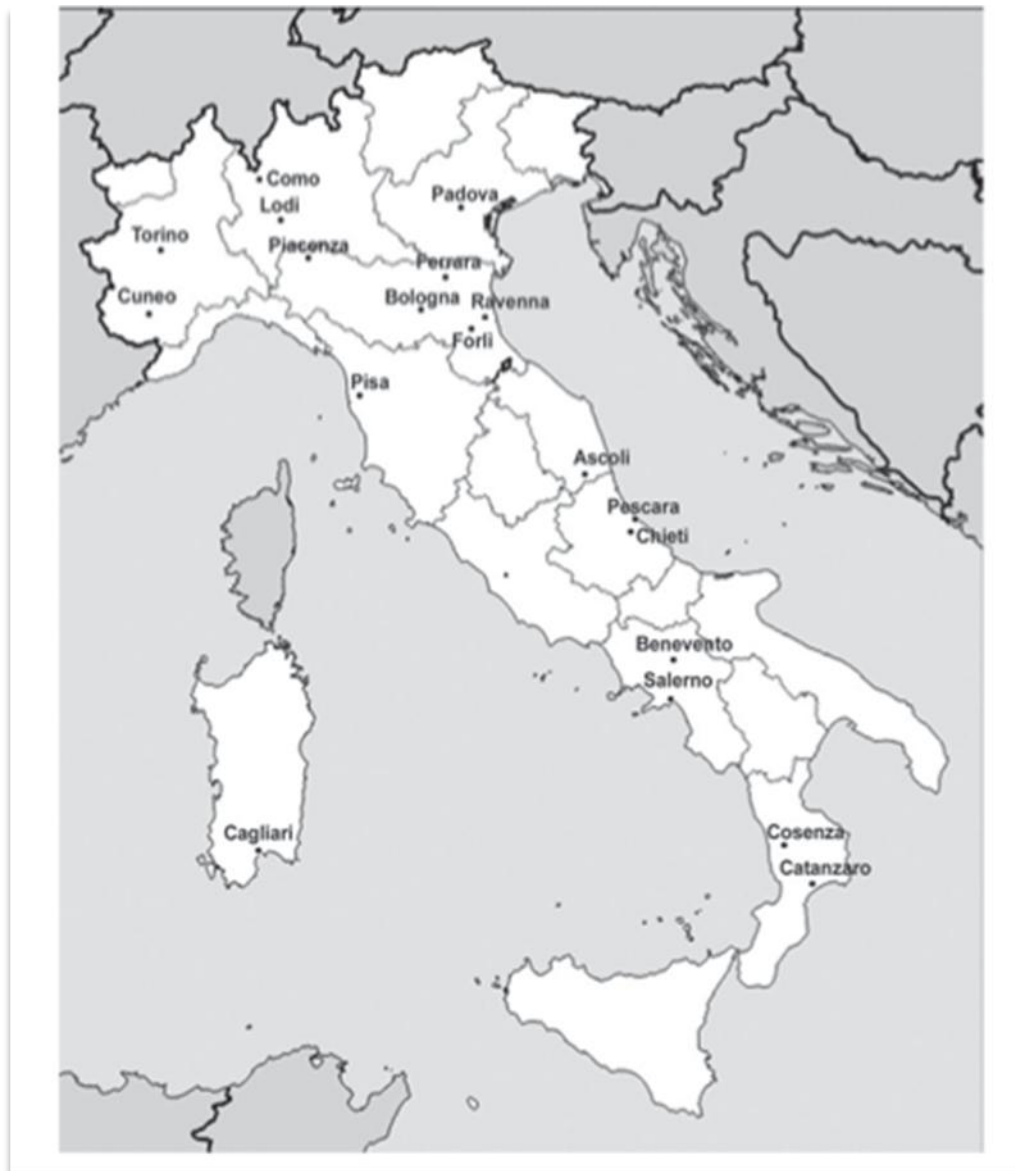 Como
Padova
Lodi
Torino
Piacenza
Ferrara
Cuneo
Bologna
Ravenna
Forlì
Pisa
Ascoli
Pescara
Chieti
Benevento
Salerno
Cagliari
Cosenza
Catanzaro